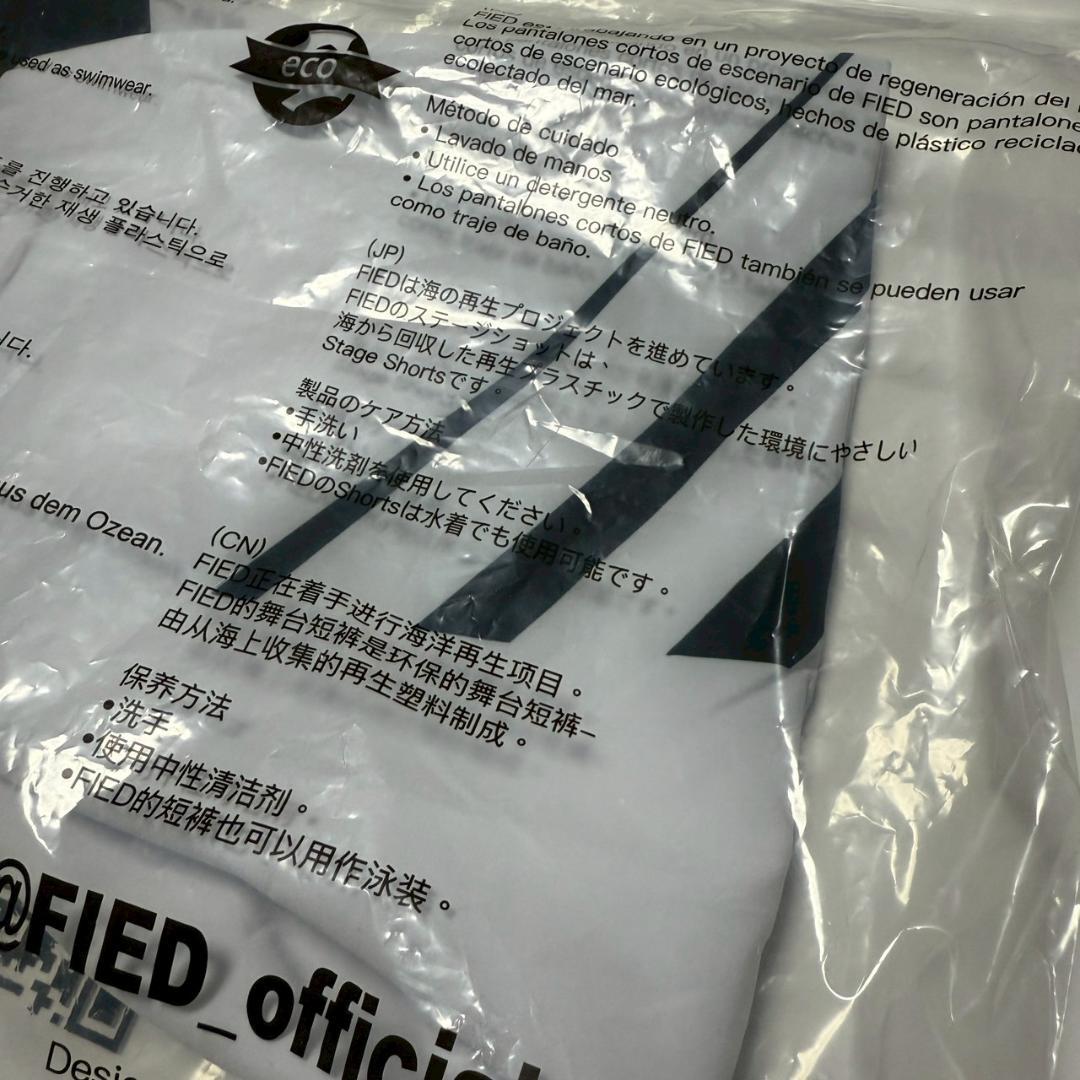 used as swimwear.
를 진행하고 있습니다.
수거한 재생 플라스틱으로
니다.
us dem Ozean.
eco
FIED en un proyecto de regeneración del
Los pantalones cortos de escenario de FIED son pantalone
cortos de escenario ecológicos, hechos de plástico recicla
ecolectado del mar.
Método de cuidado
• Lavado de manos
• Utilice un detergente neutro.
• Los pantalones cortos de FIED también se pueden usar
como traje de baño.
(JP)
FIEDは海の再生プロジェクトを進めています。
FIEDのステージショットは、
海から回収した再生プラスチックで製作した環境にやさしい
Stage Shortsです。
製品のケア方法
•手洗い
•中性洗剤を使用してください。
•FIEDのShortsは水着でも使用可能です。
(CN)
FIED正在着手进行海洋再生项目。
FIED的舞台短裤是环保的舞台短裤–
由从海上收集的再生塑料制成。
保养方法
•洗手
•使用中性清洁剂。
•FIED的短裤也可以用作泳装。
@FIED_official
Desi